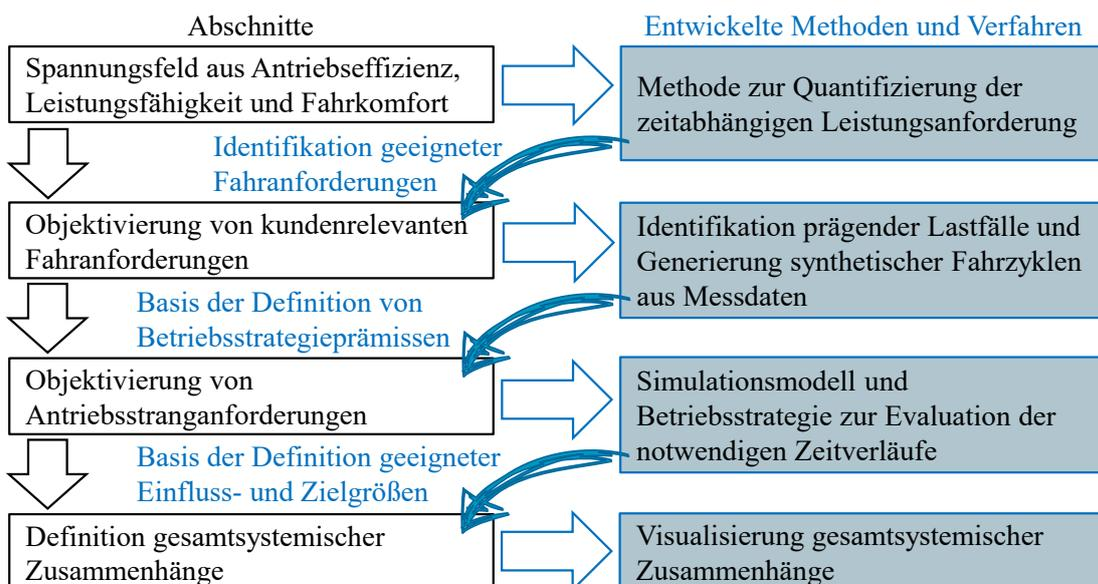 Abschnitte
Entwickelte Methoden und Verfahren
Spannungsfeld aus Antriebseffizienz,
Leistungsfähigkeit und Fahrkomfort
Methode zur Quantifizierung der
zeitabhängigen Leistungsanforderung
Identifikation geeigneter
Fahranforderungen
Objektivierung von kundenrelevanten
Fahranforderungen
Identifikation prägender Lastfälle und
Generierung synthetischer Fahrzyklen
aus Messdaten
Basis der Definition von
Betriebsstrategieprämissen
Objektivierung von
Antriebsstranganforderungen
Simulationsmodell und
Betriebsstrategie zur Evaluation der
notwendigen Zeitverläufe
Basis der Definition geeigneter
Einfluss- und Zielgrößen
Definition gesamtsystemischer
Zusammenhänge
Visualisierung gesamtsystemischer
Zusammenhänge